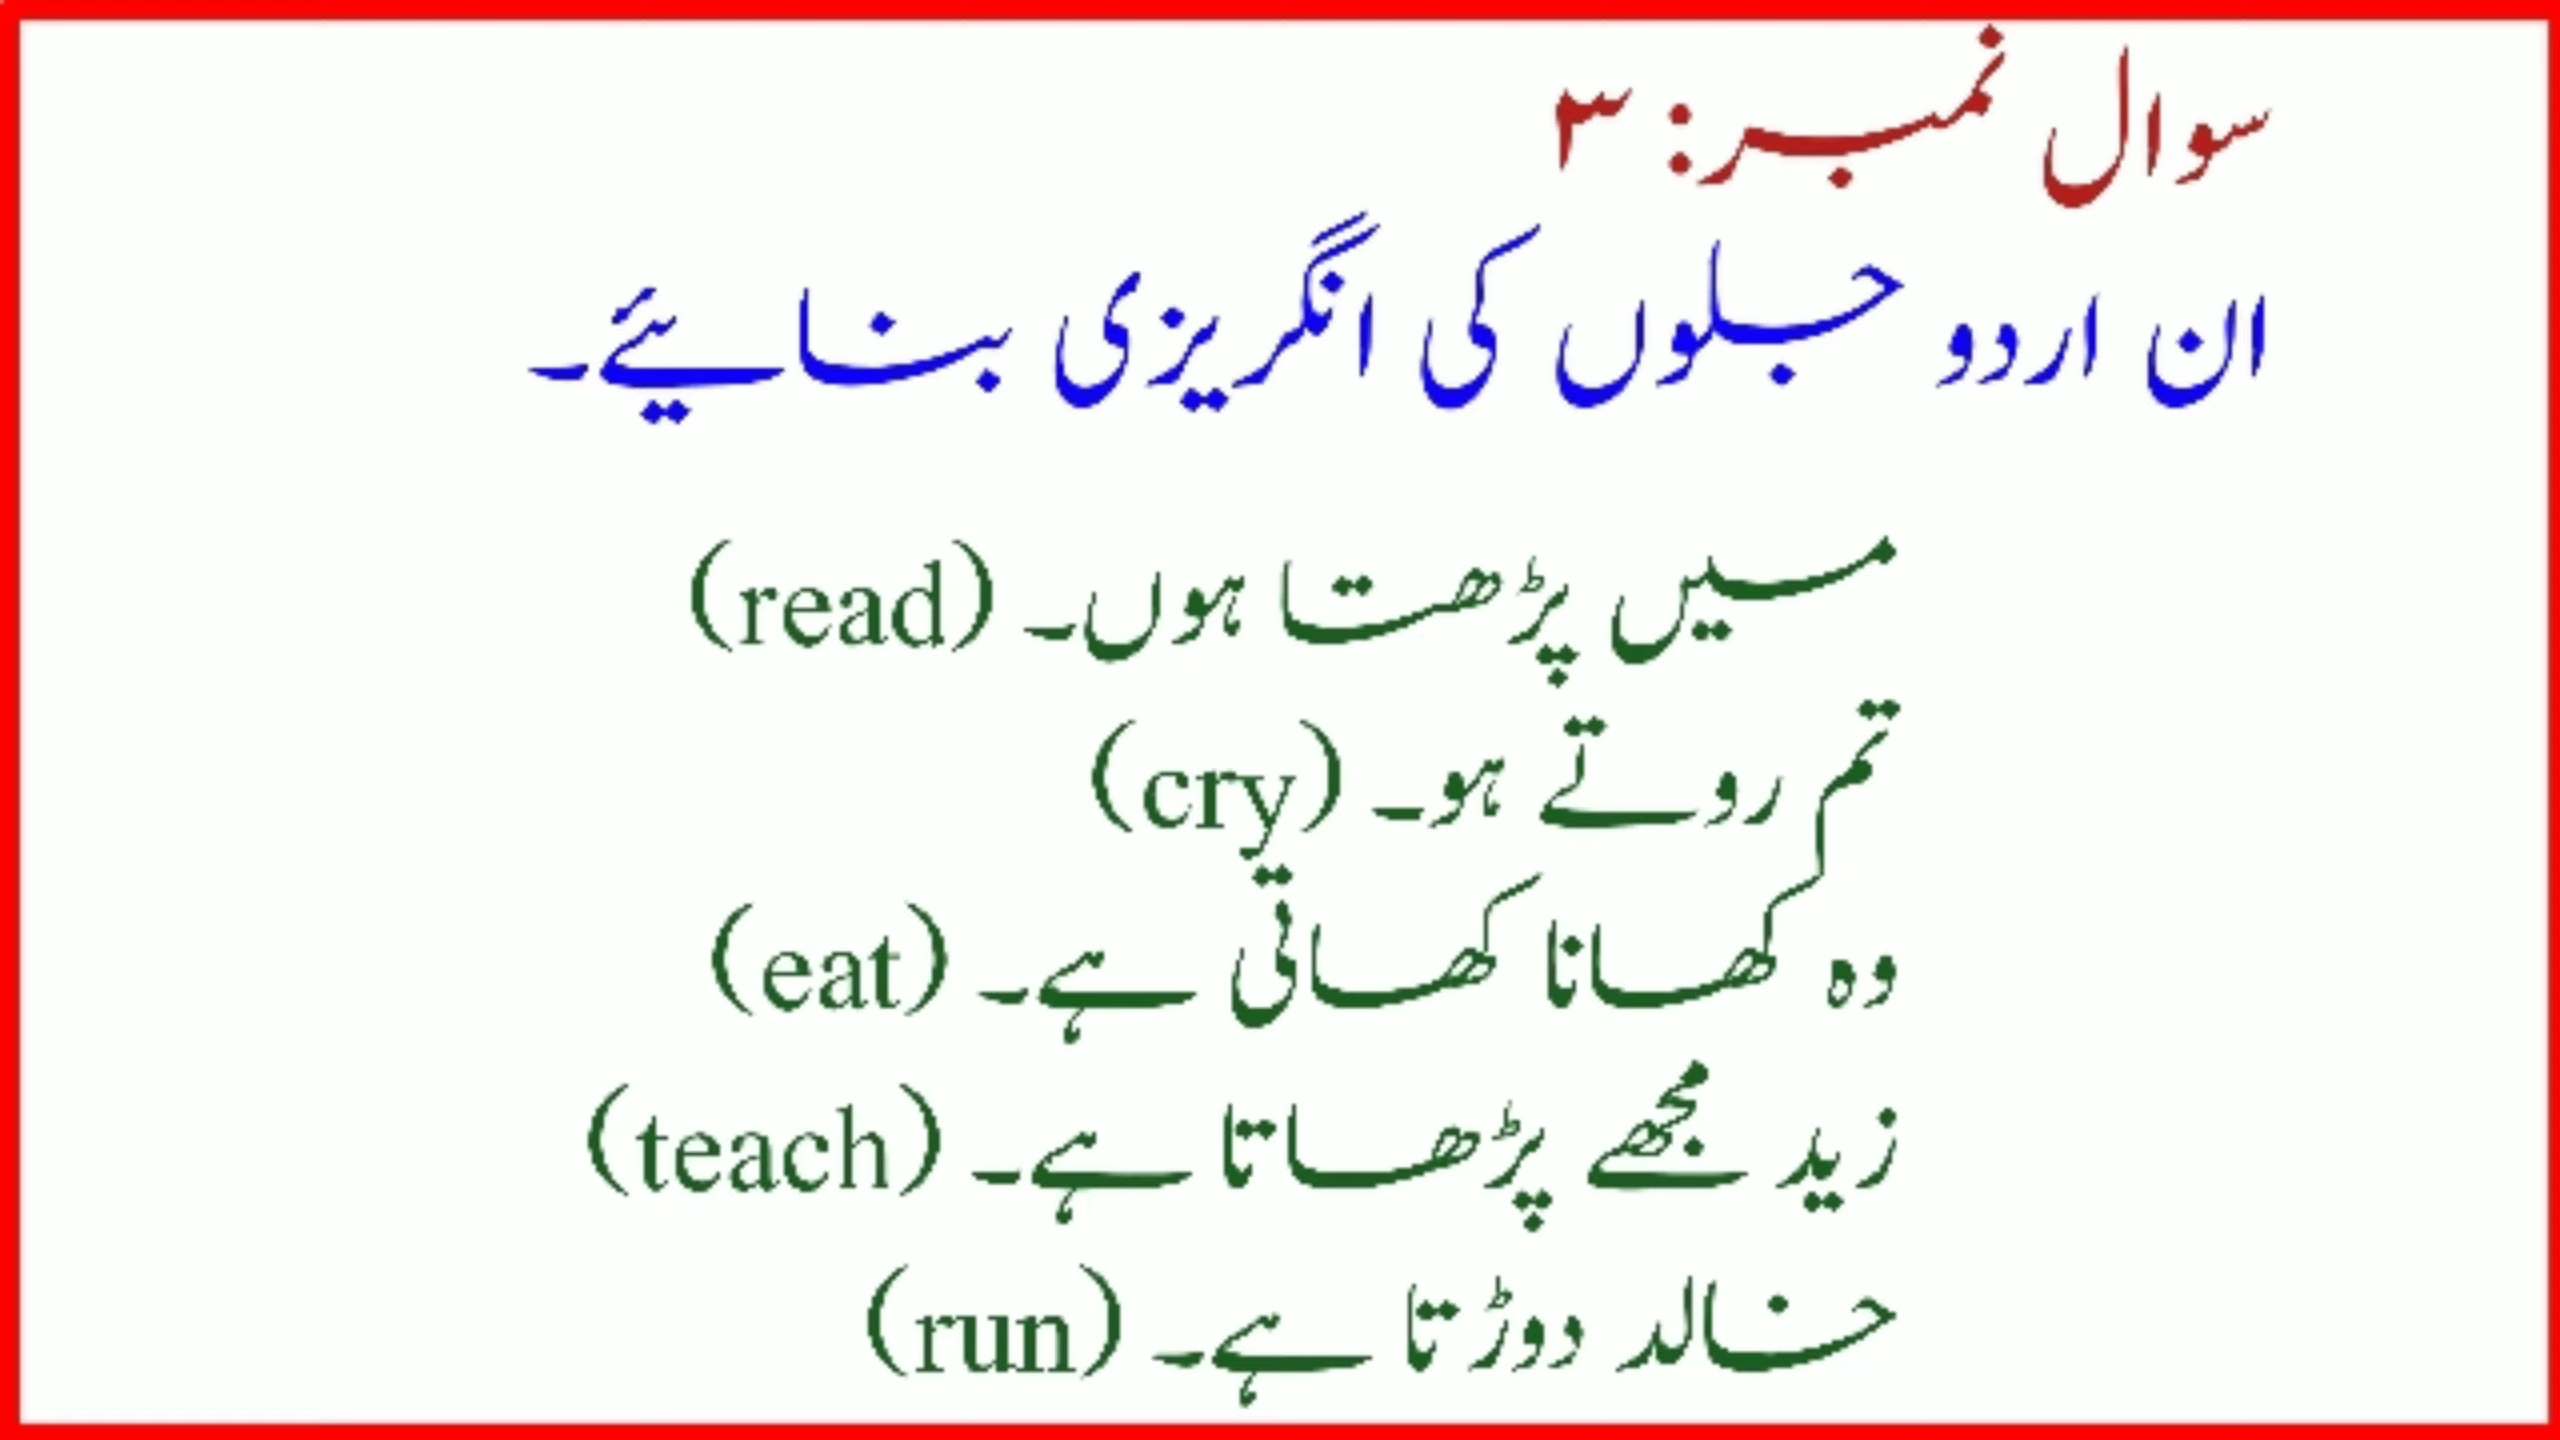 سوال نمبر: ۳
ان اردو جملوں کی انگریزی بنایئے۔
میں پڑھتا ہوں۔ (read)
تم روتے ہو۔ (cry)
وہ کھانا کھاتی ہے۔ (eat)
زید مجھے پڑھاتا ہے۔ (teach)
خالد دوڑتا ہے۔ (run)